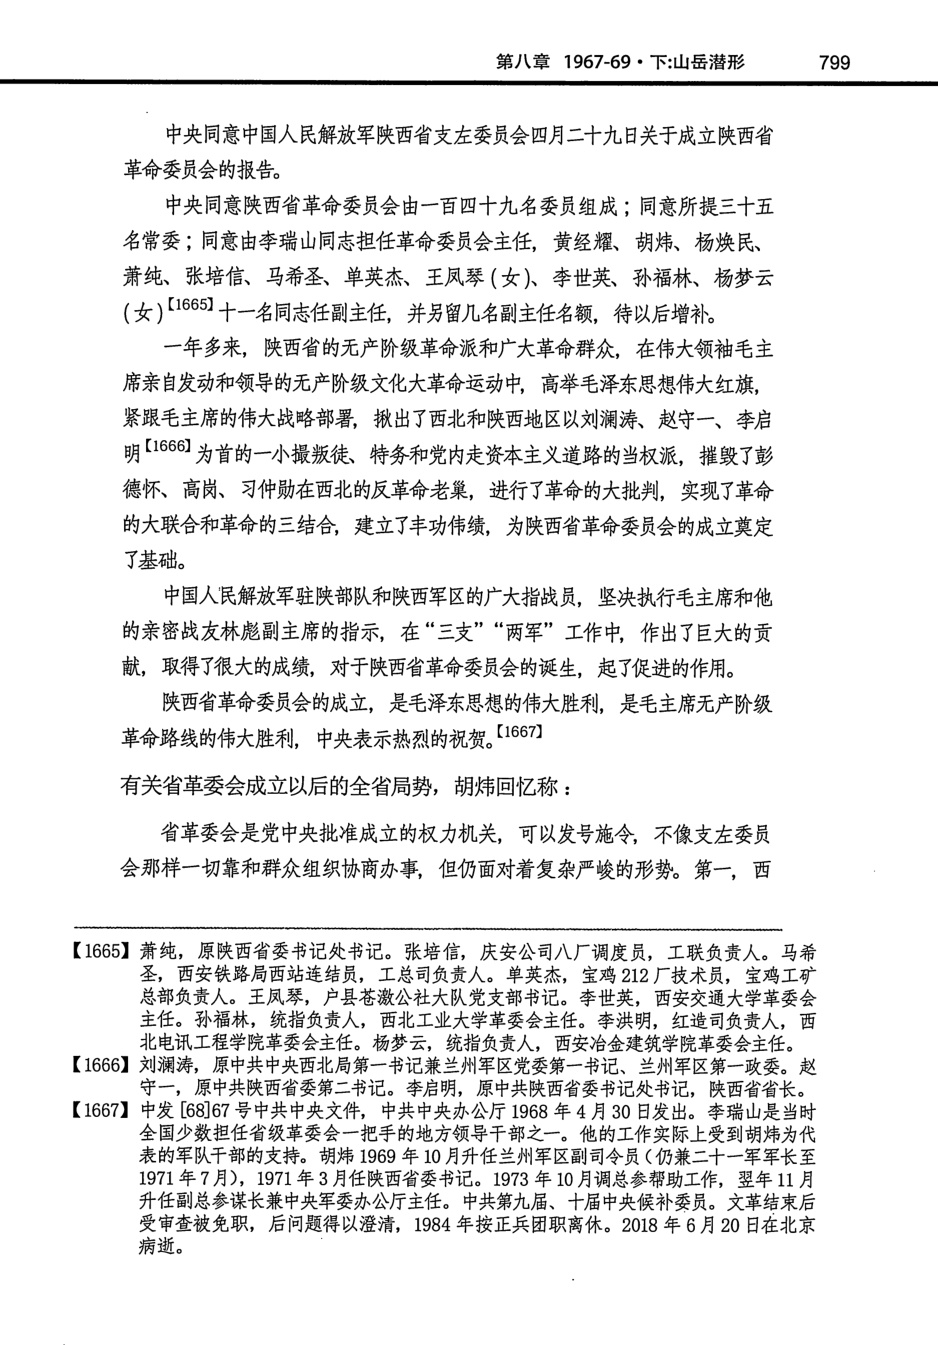 第八章 1967-69·下:山岳潜形 799
中央同意中国人民解放军陕西省支左委员会四月二十九日关于成立陕西省
革命委员会的报告。
中央同意陕西省革命委员会由一百四十九名委员组成；同意所提三十五
名常委；同意由李瑞山同志担任革命委员会主任，黄经耀、胡炜、杨焕民、
萧纯、张培信、马希圣、单英杰、王凤琴(女)、李世英、孙福林、杨梦云
(女)【1665】十一名同志任副主任，并另留几名副主任名额，待以后增补。
一年多来，陕西省的无产阶级革命派和广大革命群众，在伟大领袖毛主
席亲自发动和领导的无产阶级文化大革命运动中，高举毛泽东思想伟大红旗，
紧跟毛主席的伟大战略部署，揪出了西北和陕西地区以刘澜涛、赵守一、李启
明【1666】为首的一小撮叛徒、特务和党内走资本主义道路的当权派，摧毁了彭
德怀、高岗、习仲勋在西北的反革命老巢，进行了革命的大批判，实现了革命
的大联合和革命的三结合，建立了丰功伟绩，为陕西省革命委员会的成立奠定
了基础。
中国人民解放军驻陕部队和陕西军区的广大指战员，坚决执行毛主席和他
的亲密战友林彪副主席的指示，在“三支”“两军”工作中，作出了巨大的贡
献，取得了很大的成绩，对于陕西省革命委员会的诞生，起了促进的作用。
陕西省革命委员会的成立，是毛泽东思想的伟大胜利，是毛主席无产阶级
革命路线的伟大胜利，中央表示热烈的祝贺。【1667】
有关省革委会成立以后的全省局势，胡炜回忆称：
省革委会是党中央批准成立的权力机关，可以发号施令，不像支左委员
会那样一切靠和群众组织协商办事，但仍面对着复杂严峻的形势。第一，西
【1665】萧纯，原陕西省委书记处书记。张培信，庆安公司八厂调度员，工联负责人。马希
圣，西安铁路局西站连结员，工总司负责人。单英杰，宝鸡212厂技术员，宝鸡工矿
总部负责人。王凤琴，户县苍激公社大队党支部书记。李世英，西安交通大学革委会
主任。孙福林，统指负责人，西北工业大学革委会主任。李洪明，红造司负责人，西
北电讯工程学院革委会主任。杨梦云，统指负责人，西安冶金建筑学院革委会主任。
【1666】刘澜涛，原中共中央西北局第一书记兼兰州军区党委第一书记、兰州军区第一政委。赵
守一，原中共陕西省委第二书记。李启明，原中共陕西省委书记处书记，陕西省省长。
【1667】中发[68]67号中共中央文件，中共中央办公厅1968年4月30日发出。李瑞山是当时
全国少数担任省级革委会一把手的地方领导干部之一。他的工作实际上受到胡炜为代
表的军队干部的支持。胡炜1969年10月升任兰州军区副司令员(仍兼二十一军军长至
1971年7月)，1971年3月任陕西省委书记。1973年10月调总参帮助工作，翌年11月
升任副总参谋长兼中央军委办公厅主任。中共第九届、十届中央候补委员。文革结束后
受审查被免职，后问题得以澄清，1984年按正兵团职离休。2018年6月20日在北京
病逝。